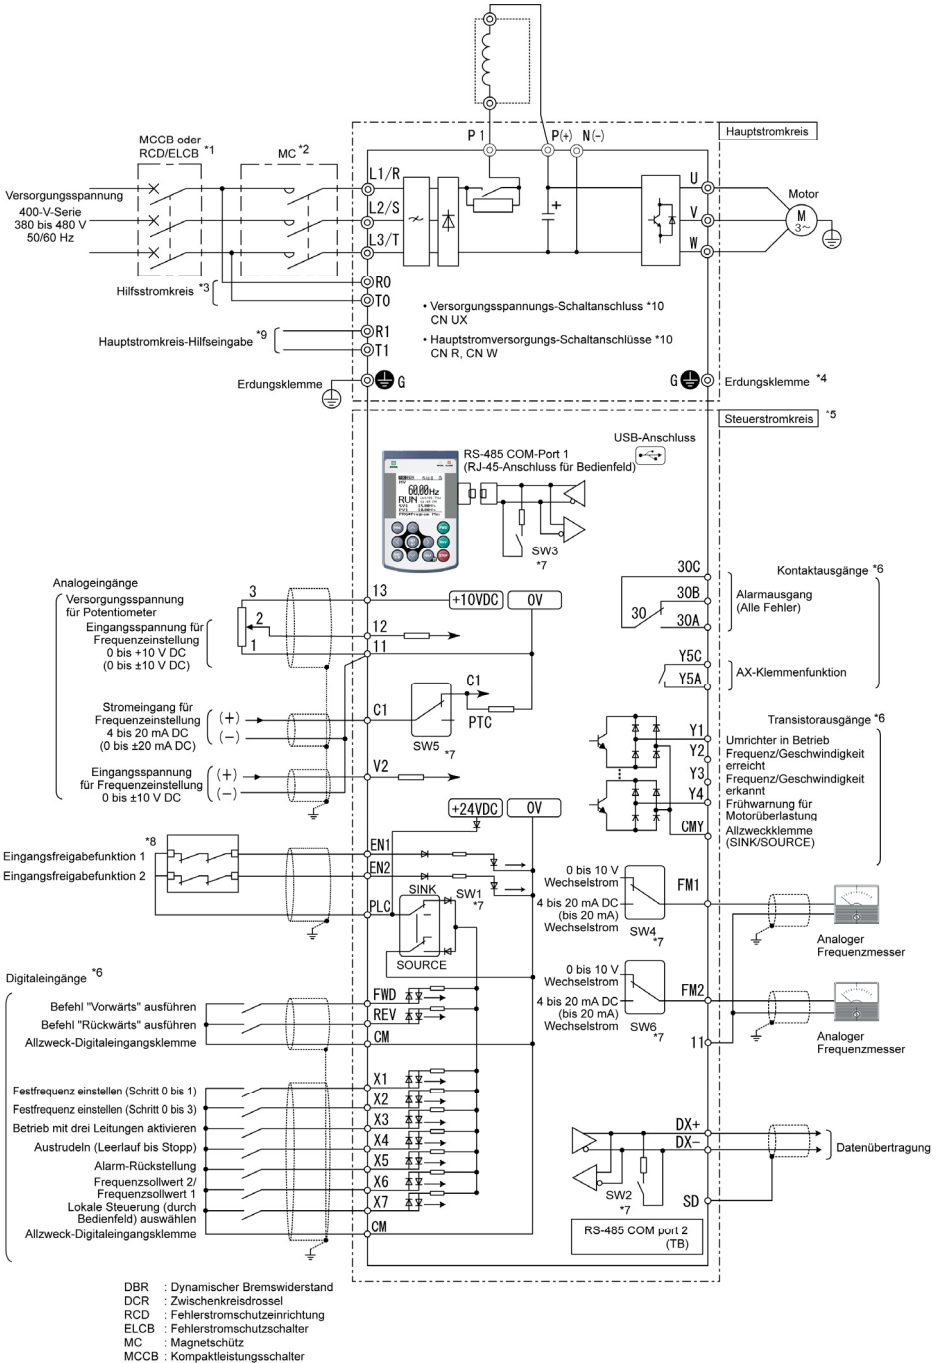 P1
P(+)
N(-)
Hauptstromkreis
MCCB oder
RCD/ELCB *1
MC *2
L1/R
L2/S
L3/T
Versorgungsspannung
400-V-Serie
380 bis 480 V
50/60 Hz
+
U
V
W
Motor
M
3~
Hilfsstromkreis *3
R0
T0
• Versorgungsspannungs-Schaltanschluss *10
CN UX
Hauptstromkreis-Hilfseingabe *9
R1
T1
• Hauptstromversorgungs-Schaltanschlüsse *10
CN R, CN W
Erdungsklemme
G
G
Erdungsklemme *4
Steuerstromkreis *5
USB-Anschluss
RS-485 COM-Port 1
(RJ-45-Anschluss für Bedienfeld)
60.00Hz
RUN
SW3
*7
Analogeingänge
Versorgungsspannung
für Potentiometer
Eingangsspannung für
Frequenzeinstellung
0 bis +10 V DC
(0 bis ±10 V DC)
3
2
1
13
12
11
+10VDC
0V
30C
30B
30A
30
Kontaktausgänge *6
Alarmausgang
(Alle Fehler)
Y5C
Y5A
AX-Klemmenfunktion
Stromeingang für
Frequenzeinstellung
4 bis 20 mA DC
(0 bis ±20 mA DC)
(+)
(−)
C1
C1
PTC
SW5 *7
Eingangsspannung
für Frequenzeinstellung
0 bis ±10 V DC
(+)
(−)
V2
Transistorausgänge *6
Y1
Y2
Y3
Y4
CMY
Umrichter in Betrieb
Frequenz/Geschwindigkeit
erreicht
Frequenz/Geschwindigkeit
erkannt
Frühwarnung für
Motorüberlastung
Allzweckklemme
(SINK/SOURCE)
+24VDC
0V
*8
Eingangsfreigabefunktion 1
Eingangsfreigabefunktion 2
EN1
EN2
PLC
SINK
SW1
*7
SOURCE
0 bis 10 V
Wechselstrom
4 bis 20 mA DC
(bis 20 mA)
Wechselstrom
SW4
*7
FM1
Analoger
Frequenzmesser
0 bis 10 V
Wechselstrom
4 bis 20 mA DC
(bis 20 mA)
Wechselstrom
SW6
*7
FM2
11
Analoger
Frequenzmesser
Digitaleingänge *6
Befehl "Vorwärts" ausführen
Befehl "Rückwärts" ausführen
Allzweck-Digitaleingangsklemme
FWD
REV
CM
Festfrequenz einstellen (Schritt 0 bis 1)
Festfrequenz einstellen (Schritt 0 bis 3)
Betrieb mit drei Leitungen aktivieren
Austrudeln (Leerlauf bis Stopp)
Alarm-Rückstellung
Frequenzsollwert 2/
Frequenzsollwert 1
Lokale Steuerung (durch
Bedienfeld) auswählen
Allzweck-Digitaleingangsklemme
X1
X2
X3
X4
X5
X6
X7
CM
DX+
DX−
SD
SW2
*7
Datenübertragung
RS-485 COM port 2
(TB)
DBR : Dynamischer Bremswiderstand
DCR : Zwischenkreisdrossel
RCD : Fehlerstromschutzeinrichtung
ELCB : Fehlerstromschutzschalter
MC : Magnetschütz
MCCB : Kompaktleistungsschalter